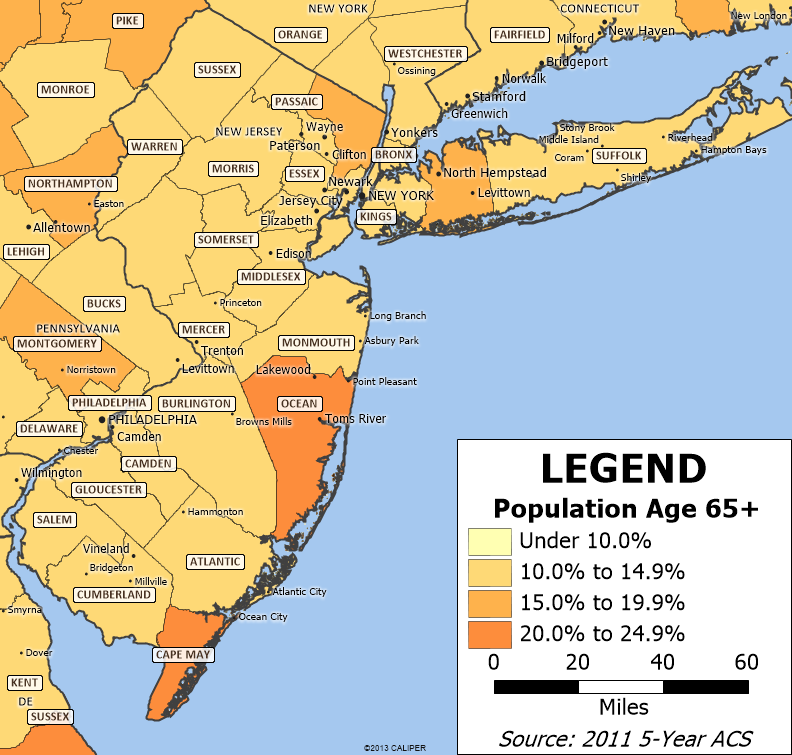 NEW YORK
CONNECTICUT
New London
PIKE
ORANGE
FAIRFIELD
New Haven
Milford
WESTCHESTER
Bridgeport
SUSSEX
Ossining
Norwalk
MONROE
PASSAIC
Stamford
Greenwich
NEW JERSEY
Wayne
Yonkers
Stony Brook
Riverhead
WARREN
Paterson
Middle Island
Hampton Bays
Clifton
BRONX
Coram
SUFFOLK
MORRIS
ESSEX
North Hempstead
Shirley
NORTHAMPTON
Newark
Levittown
Easton
Jersey City
NEW YORK
Allentown
Elizabeth
KINGS
LEHIGH
SOMERSET
Edison
MIDDLESEX
BUCKS
Princeton
Long Branch
PENNSYLVANIA
MERCER
MONTGOMERY
MONMOUTH
Asbury Park
Trenton
Norristown
Levittown
Lakewood
Point Pleasant
PHILADELPHIA
BURLINGTON
OCEAN
PHILADELPHIA
Browns Mills
Toms River
DELAWARE
Camden
Chester
CAMDEN
Wilmington
GLOUCESTER
SALEM
Hammonton
Vineland
ATLANTIC
Bridgeton
Millville
CUMBERLAND
Atlantic City
Smyrna
Ocean City
Dover
CAPE MAY
KENT
DE
SUSSEX
©2013 CALIPER
LEGEND
Population Age 65+
Under 10.0%
10.0% to 14.9%
15.0% to 19.9%
20.0% to 24.9%
0 20 40 60
Miles
Source: 2011 5-Year ACS